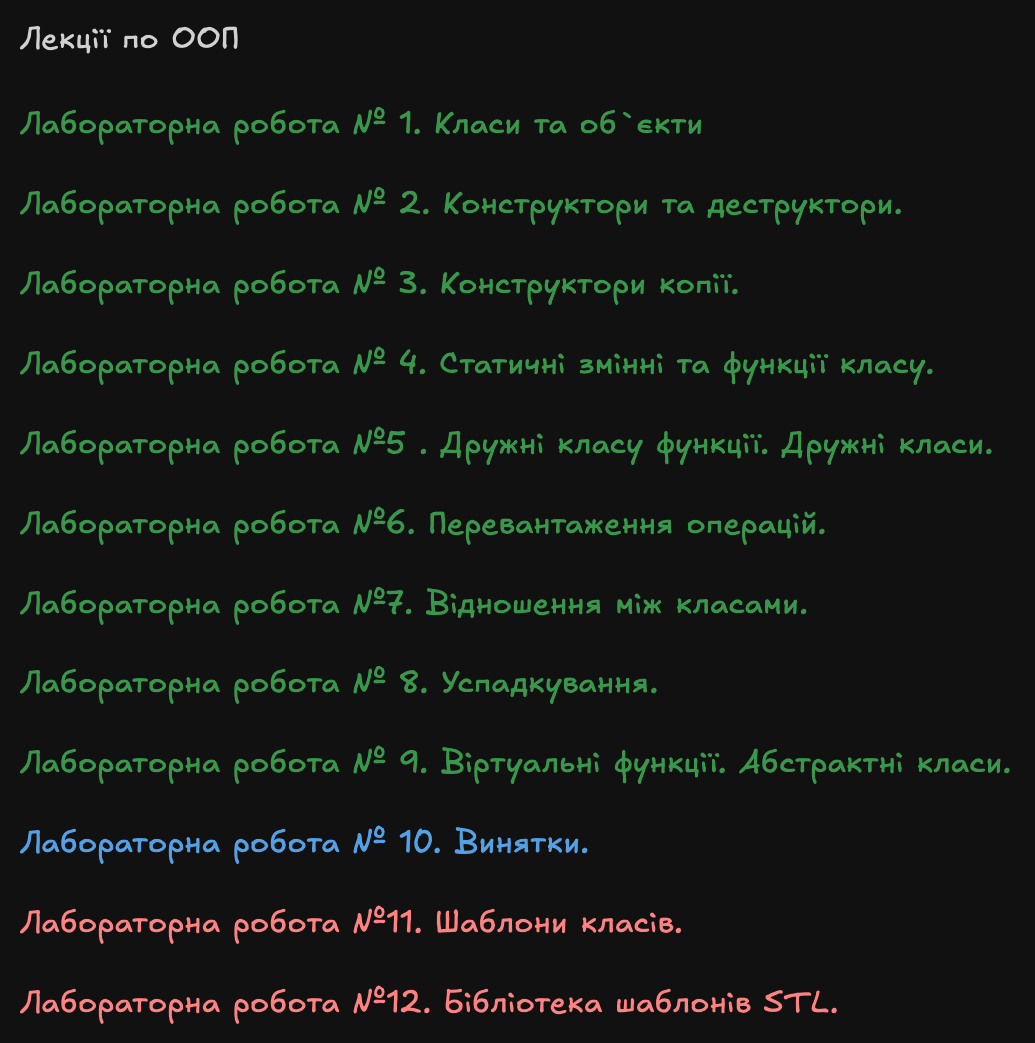 Лекції по ООП
Лабораторна робота № 1. Класи та об`єкти
Лабораторна робота № 2. Конструктори та деструктори.
Лабораторна робота № 3. Конструктори копії.
Лабораторна робота № 4. Статичні змінні та функції класу.
Лабораторна робота №5 . Дружні класу функції. Дружні класи.
Лабораторна робота №6. Перевантаження операцій.
Лабораторна робота №7. Відношення між класами.
Лабораторна робота № 8. Успадкування.
Лабораторна робота № 9. Віртуальні функції. Абстрактні класи.
Лабораторна робота № 10. Винятки.
Лабораторна робота №11. Шаблони класів.
Лабораторна робота №12. Бібліотека шаблонів STL.